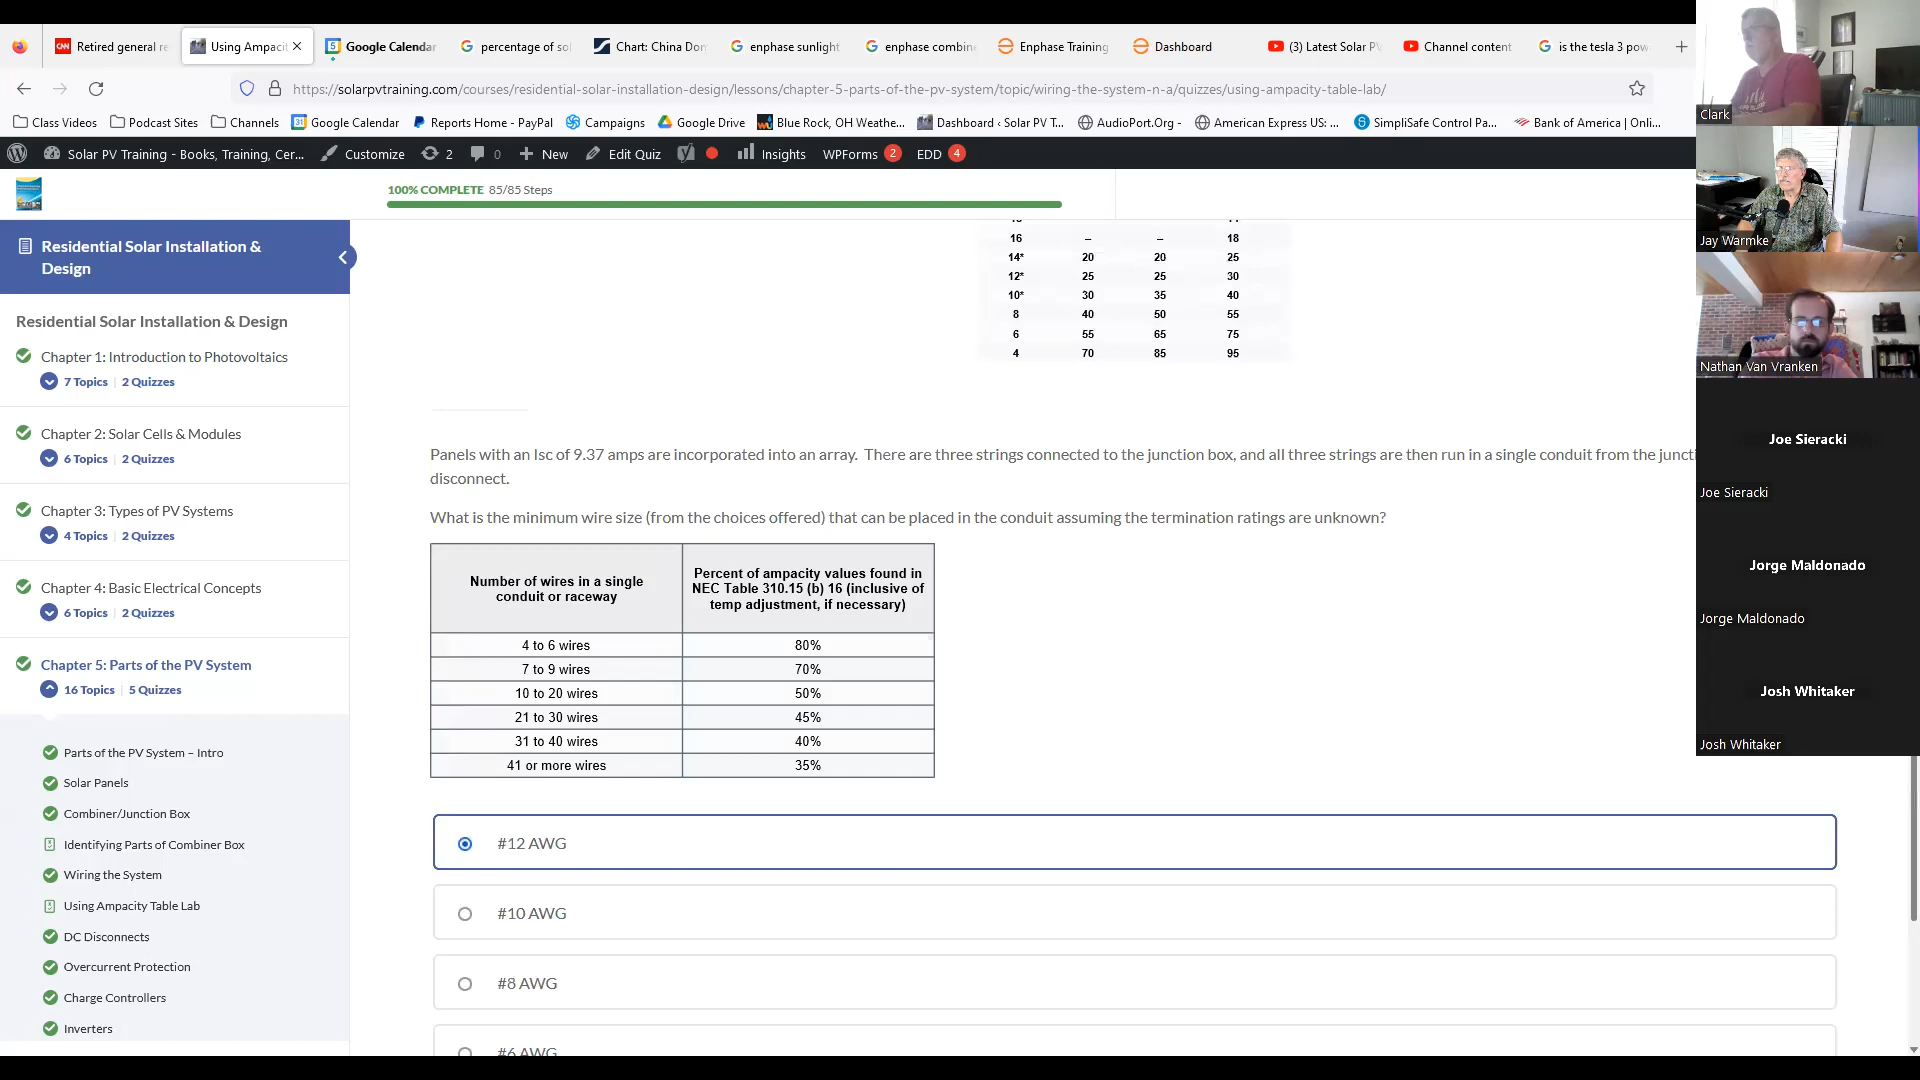 Retired general re
Using Ampacit
Google Calendar
percentage of so
Chart: China Don
enphase sunlight
enphase combin
Enphase Training
Dashboard
(3) Latest Solar PV
Channel content
is the tesla 3 pow
https://solarpvtraining.com/courses/residential-solar-installation-design/lessons/chapter-5-parts-of-the-pv-system/topic/wiring-the-system-n-a/quizzes/using-ampacity-table-lab/
Class Videos
Podcast Sites
Channels
Google Calendar
Reports Home - PayPal
Campaigns
Google Drive
Blue Rock, OH Weathe...
Dashboard ‹ Solar PV T...
AudioPort.Org -
American Express US: ...
SimpliSafe Control Pa...
Bank of America | Onli...
Solar PV Training - Books, Training, Cer...
Customize
2
0
New
Edit Quiz
Insights
WPForms 2
EDD 4
100% COMPLETE 85/85 Steps
Residential Solar Installation & Design
Residential Solar Installation & Design
Chapter 1: Introduction to Photovoltaics
7 Topics | 2 Quizzes
Chapter 2: Solar Cells & Modules
6 Topics | 2 Quizzes
Chapter 3: Types of PV Systems
4 Topics | 2 Quizzes
Chapter 4: Basic Electrical Concepts
6 Topics | 2 Quizzes
Chapter 5: Parts of the PV System
16 Topics | 5 Quizzes
Parts of the PV System – Intro
Solar Panels
Combiner/Junction Box
Identifying Parts of Combiner Box
Wiring the System
Using Ampacity Table Lab
DC Disconnects
Overcurrent Protection
Charge Controllers
Inverters
16 – – 18
14* 20 20 25
12* 25 25 30
10* 30 35 40
8 40 50 55
6 55 65 75
4 70 85 95
Panels with an Isc of 9.37 amps are incorporated into an array. There are three strings connected to the junction box, and all three strings are then run in a single conduit from the juncti
disconnect.
What is the minimum wire size (from the choices offered) that can be placed in the conduit assuming the termination ratings are unknown?
Number of wires in a single conduit or raceway
Percent of ampacity values found in NEC Table 310.15 (b) 16 (inclusive of temp adjustment, if necessary)
4 to 6 wires 80%
7 to 9 wires 70%
10 to 20 wires 50%
21 to 30 wires 45%
31 to 40 wires 40%
41 or more wires 35%
#12 AWG
#10 AWG
#8 AWG
#6 AWG
Clark
Jay Warmke
Nathan Van Vranken
Joe Sieracki
Joe Sieracki
Jorge Maldonado
Jorge Maldonado
Josh Whitaker
Josh Whitaker